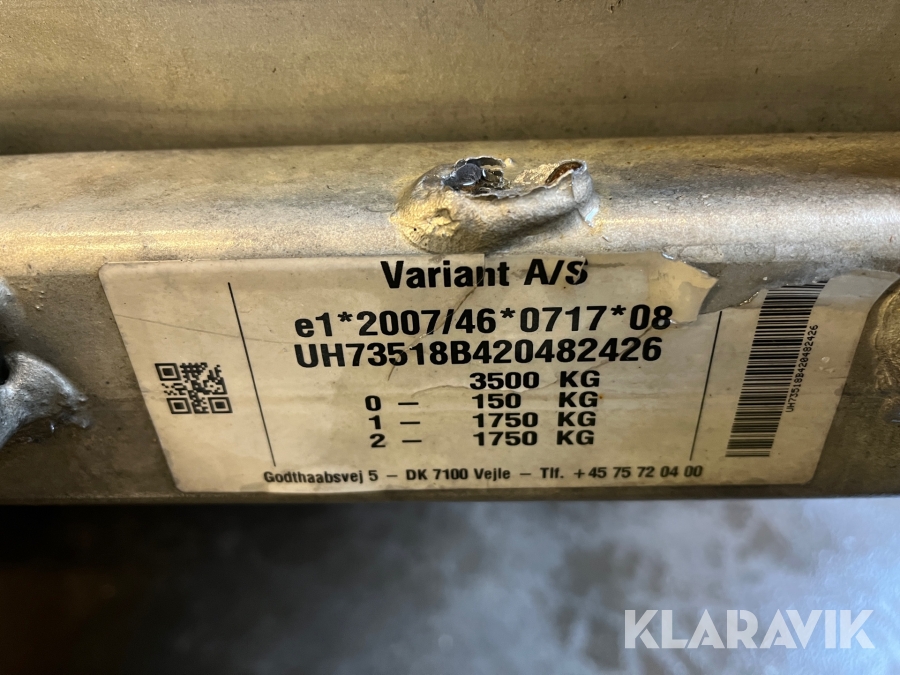 Variant A/S
e1*2007/46*0717*08
UH73518B420482426
3500 KG
0 – 150 KG
1 – 1750 KG
2 – 1750 KG
Godthaabsvej 5 – DK 7100 Vejle – Tlf. +45 75 72 04 00
UH73518B420482426
KLARAVIK